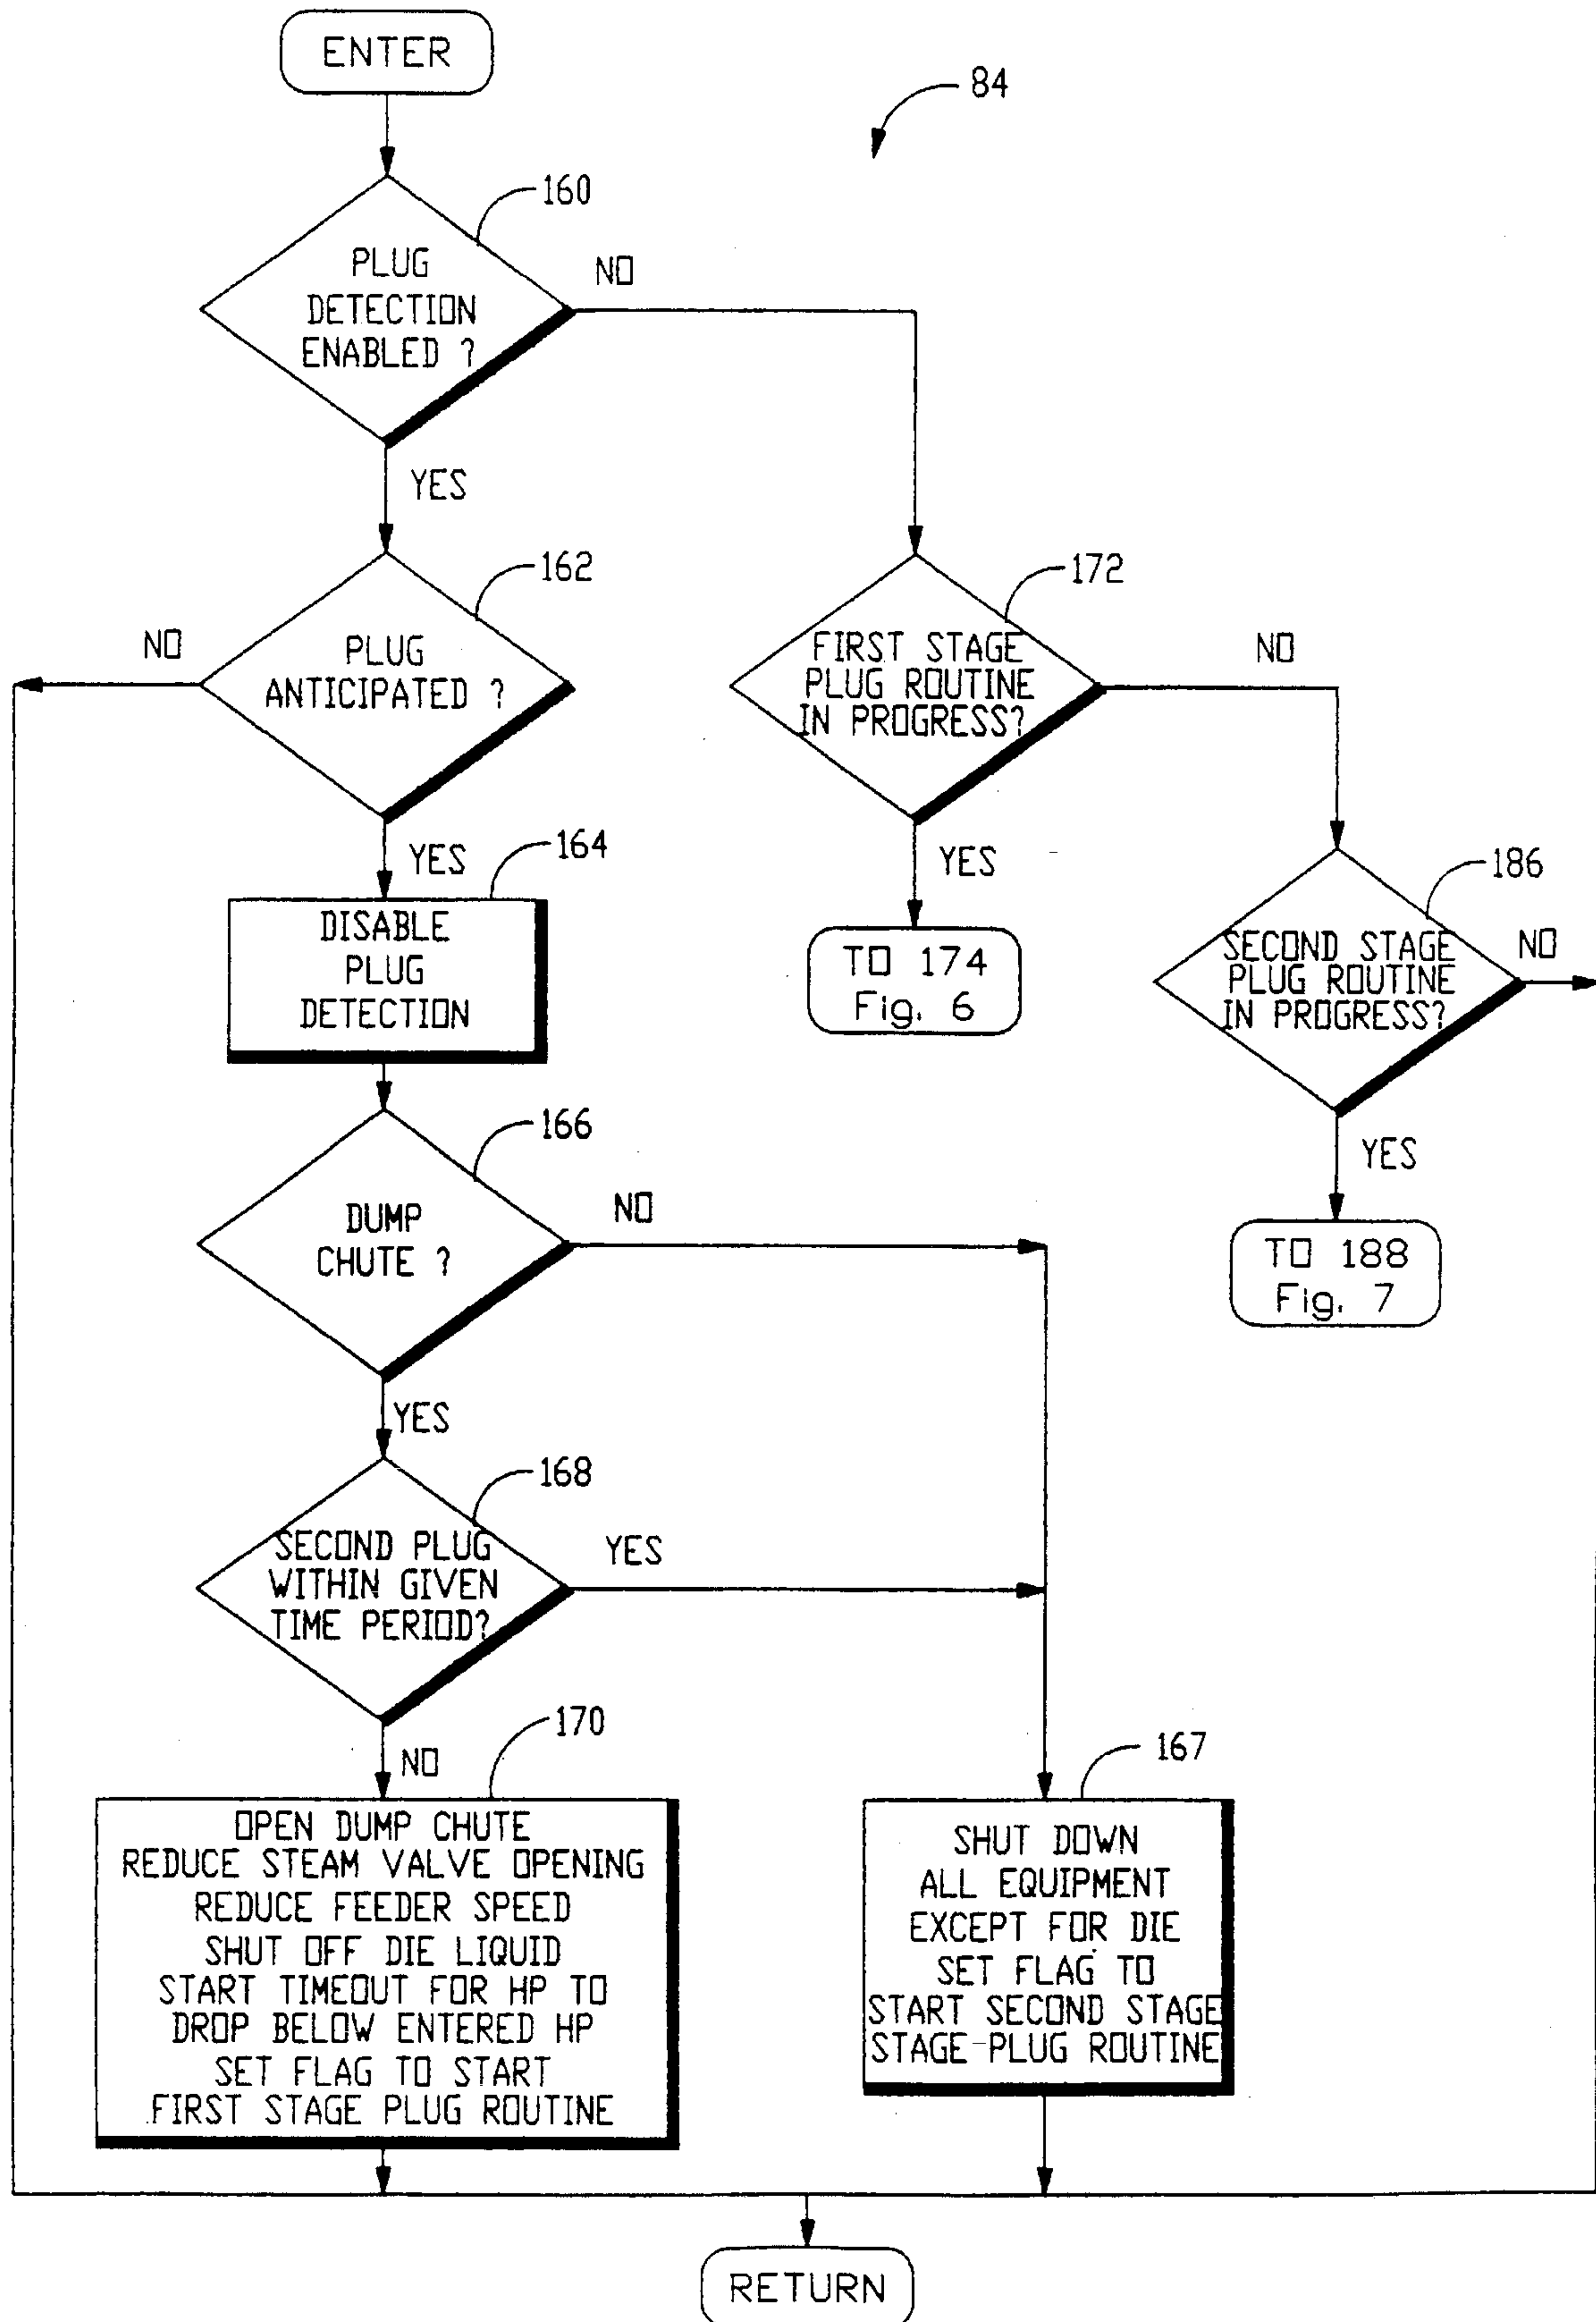 ENTER
84
160
PLUG
DETECTION
ENABLED ?
NO
YES
162
PLUG
ANTICIPATED ?
NO
YES
172
FIRST STAGE
PLUG ROUTINE
IN PROGRESS?
NO
YES
TO 174
Fig. 6
186
SECOND STAGE
PLUG ROUTINE
IN PROGRESS?
NO
YES
TO 188
Fig. 7
164
DISABLE
PLUG
DETECTION
166
DUMP
CHUTE ?
NO
YES
168
SECOND PLUG
WITHIN GIVEN
TIME PERIOD?
YES
NO
170
OPEN DUMP CHUTE
REDUCE STEAM VALVE OPENING
REDUCE FEEDER SPEED
SHUT OFF DIE LIQUID
START TIMEOUT FOR HP TO
DROP BELOW ENTERED HP
SET FLAG TO START
FIRST STAGE PLUG ROUTINE
167
SHUT DOWN
ALL EQUIPMENT
EXCEPT FOR DIE
SET FLAG TO
START SECOND STAGE
STAGE-PLUG ROUTINE
RETURN